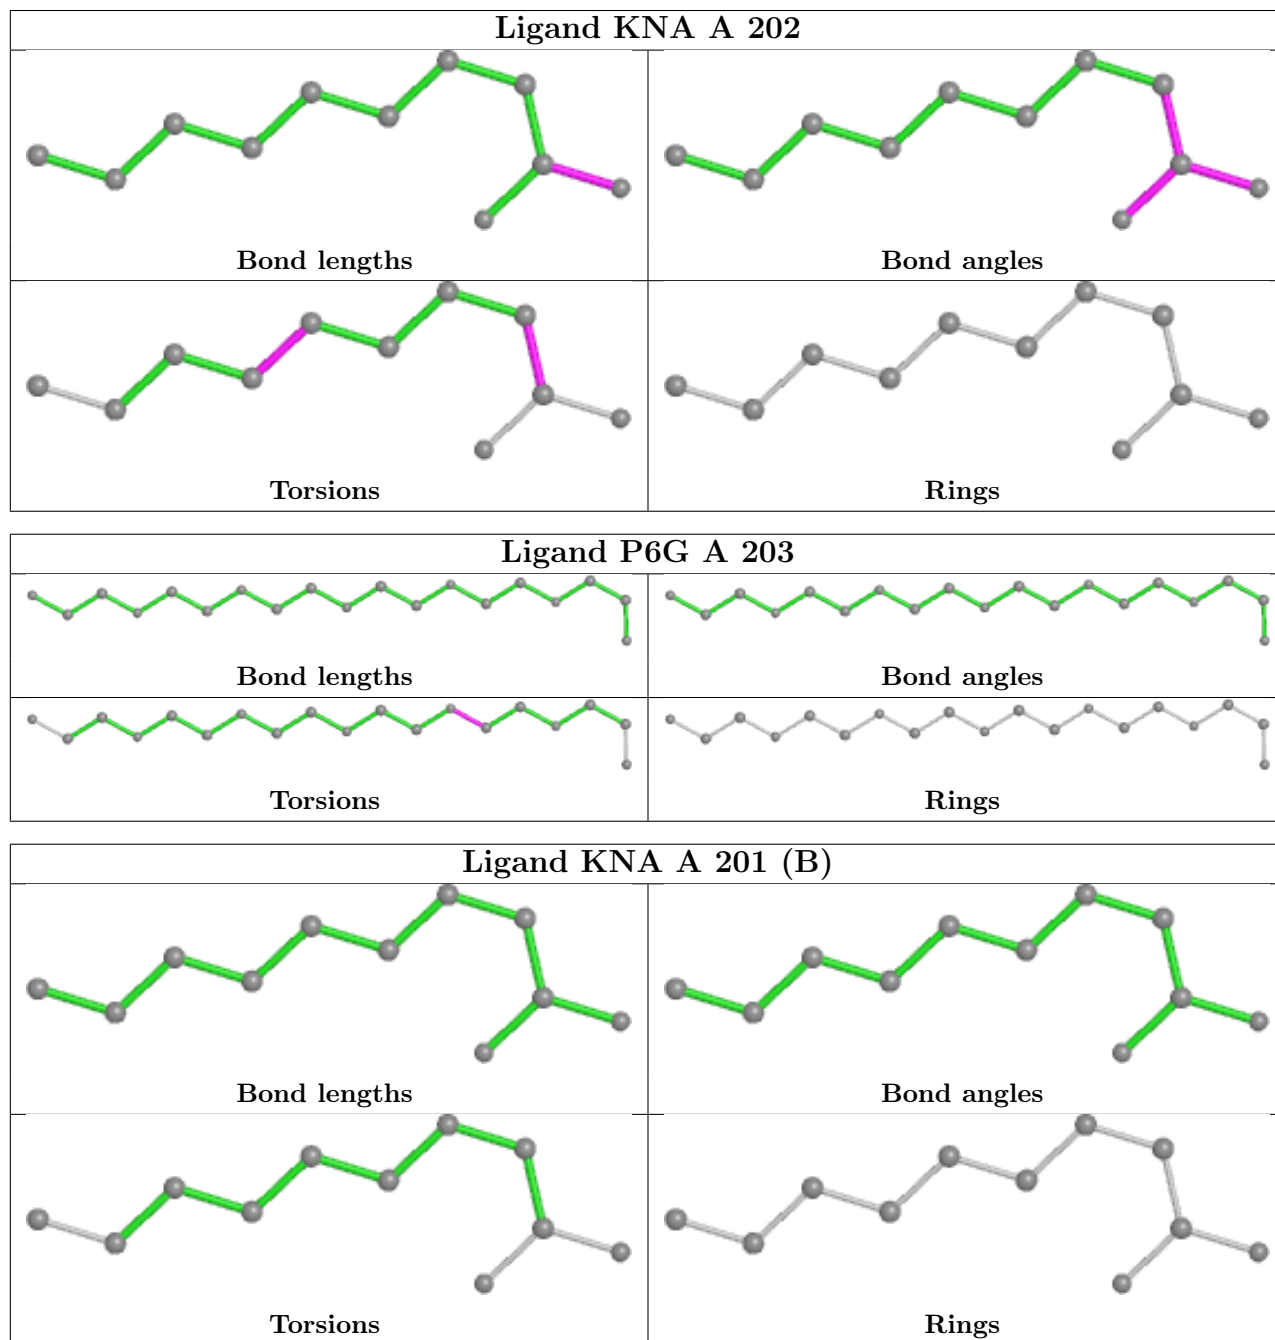 Ligand KNA A 202
Bond lengths
Bond angles
Torsions
Rings
Ligand P6G A 203
Bond lengths
Bond angles
Torsions
Rings
Ligand KNA A 201 (B)
Bond lengths
Bond angles
Torsions
Rings